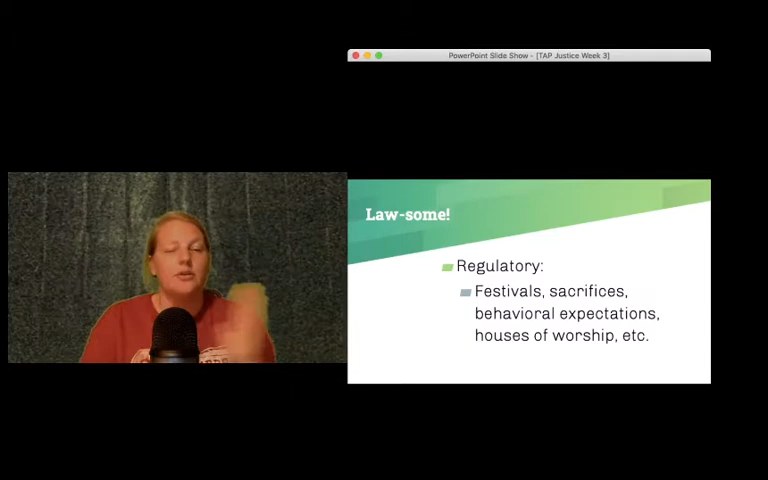 PowerPoint Slide Show - [TAP Justice Week 3]
Law-some!
Regulatory:
Festivals, sacrifices,
behavioral expectations,
houses of worship, etc.